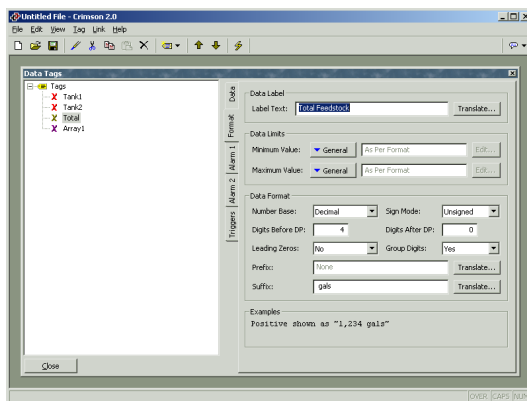 Untitled File - Crimson 2.0
File Edit View Tag Link Help
Data Tags
Tags
Tank1
Tank2
Total
Array1
Data
Format
Alarm 1
Alarm 2
Triggers
Data Label
Label Text: Total Feedstock Translate...
Data Limits
Minimum Value: General As Per Format Edit...
Maximum Value: General As Per Format Edit...
Data Format
Number Base: Decimal Sign Mode: Unsigned
Digits Before DP: 4 Digits After DP: 0
Leading Zeros: No Group Digits: Yes
Prefix: None Translate...
Suffix: gals Translate...
Examples
Positive shown as "1,234 gals"
Close
OVER CAPS NUM